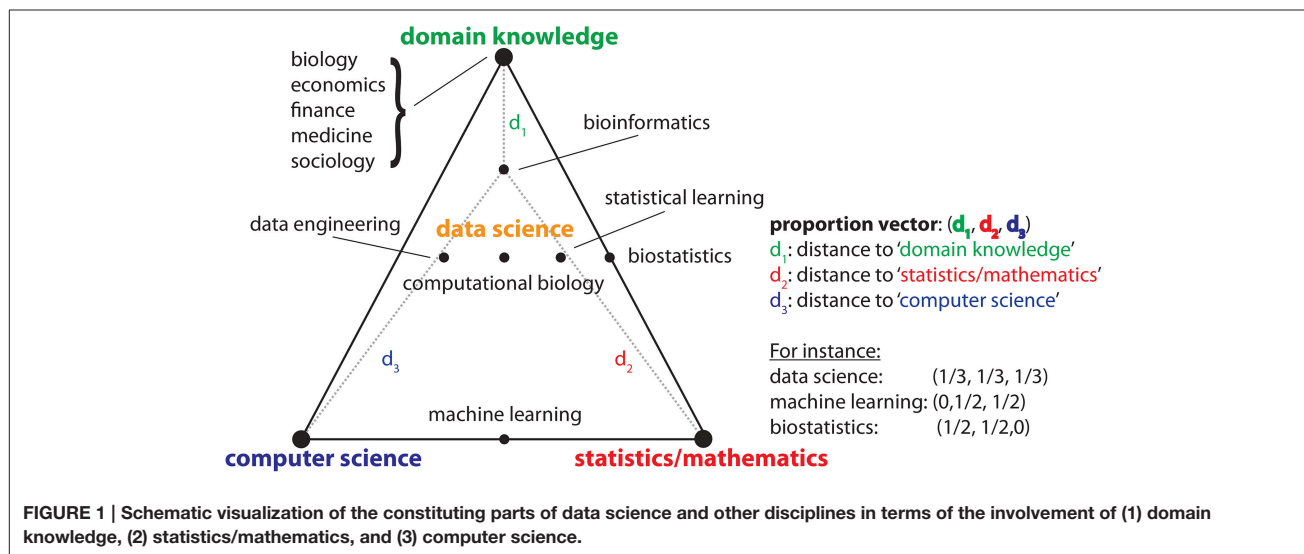 domain knowledge
biology
economics
finance
medicine
sociology
d1
bioinformatics
statistical learning
data engineering
data science
biostatistics
computational biology
d3
d2
machine learning
computer science
statistics/mathematics
proportion vector: (d1, d2, d3)
d1: distance to 'domain knowledge'
d2: distance to 'statistics/mathematics'
d3: distance to 'computer science'
For instance:
data science: (1/3, 1/3, 1/3)
machine learning: (0,1/2, 1/2)
biostatistics: (1/2, 1/2,0)
FIGURE 1 | Schematic visualization of the constituting parts of data science and other disciplines in terms of the involvement of (1) domain
knowledge, (2) statistics/mathematics, and (3) computer science.